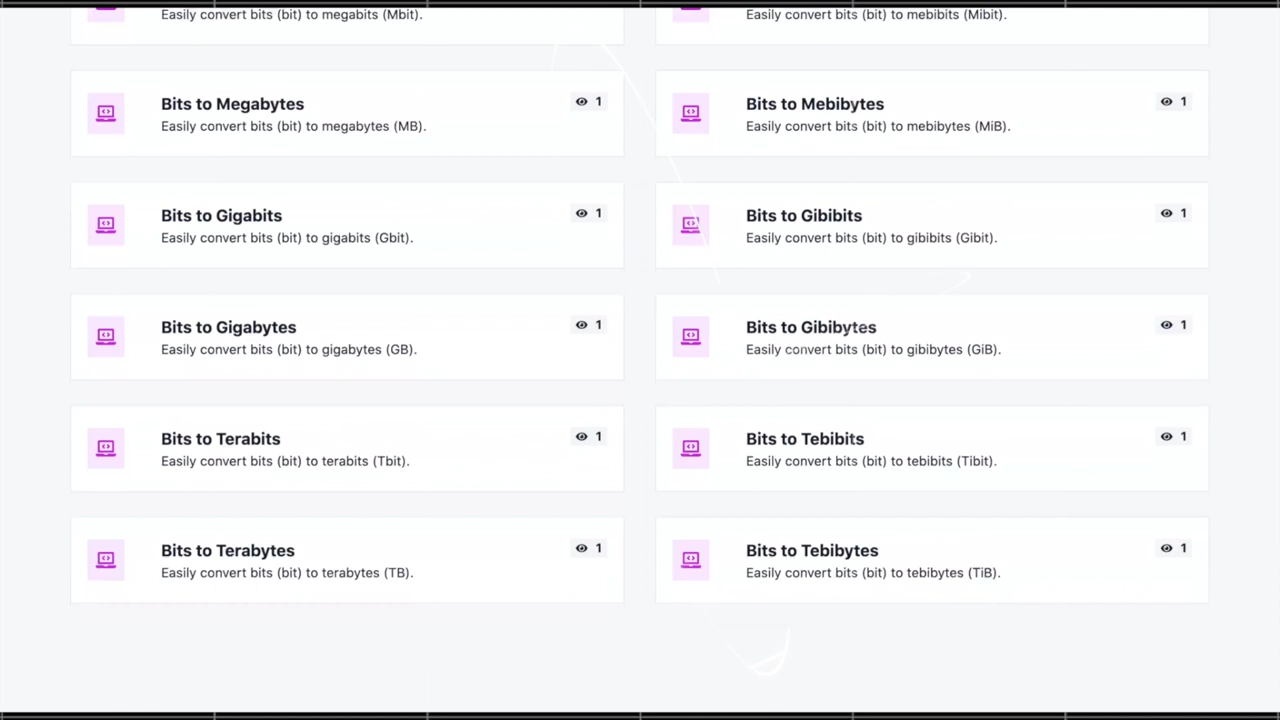 Easily convert bits (bit) to megabits (Mbit).
Easily convert bits (bit) to mebibits (Mibit).
Bits to Megabytes
1
Easily convert bits (bit) to megabytes (MB).
Bits to Mebibytes
1
Easily convert bits (bit) to mebibytes (MiB).
Bits to Gigabits
1
Easily convert bits (bit) to gigabits (Gbit).
Bits to Gibibits
1
Easily convert bits (bit) to gibibits (Gibit).
Bits to Gigabytes
1
Easily convert bits (bit) to gigabytes (GB).
Bits to Gibibytes
1
Easily convert bits (bit) to gibibytes (GiB).
Bits to Terabits
1
Easily convert bits (bit) to terabits (Tbit).
Bits to Tebibits
1
Easily convert bits (bit) to tebibits (Tibit).
Bits to Terabytes
1
Easily convert bits (bit) to terabytes (TB).
Bits to Tebibytes
1
Easily convert bits (bit) to tebibytes (TiB).